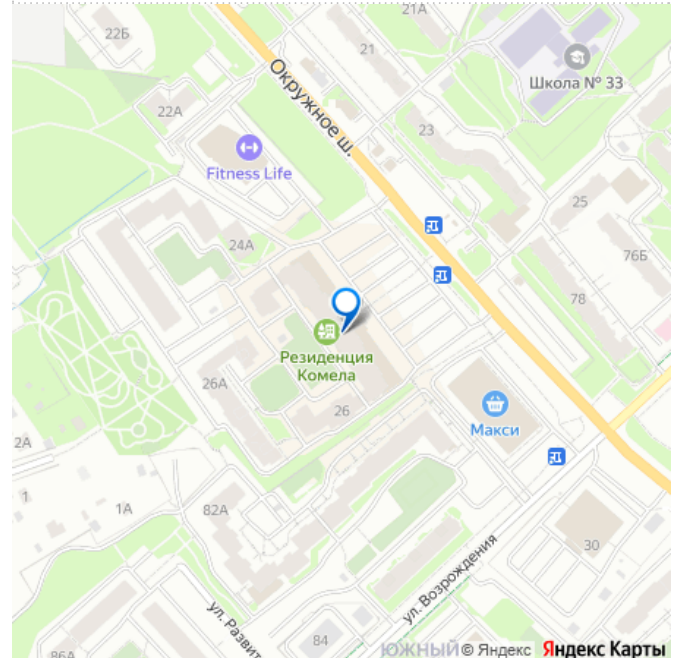 21А
22Б
21
Окружное ш.
Школа № 33
22А
23
Fitness Life
25
24А
76Б
78
Резиденция
Комела
26А
26
Макси
2А
1
1А
82А
30
ул. Возрождения
ул. Развит
84
86А
ЮЖНЫЙ
© Яндекс Яндекс Карты